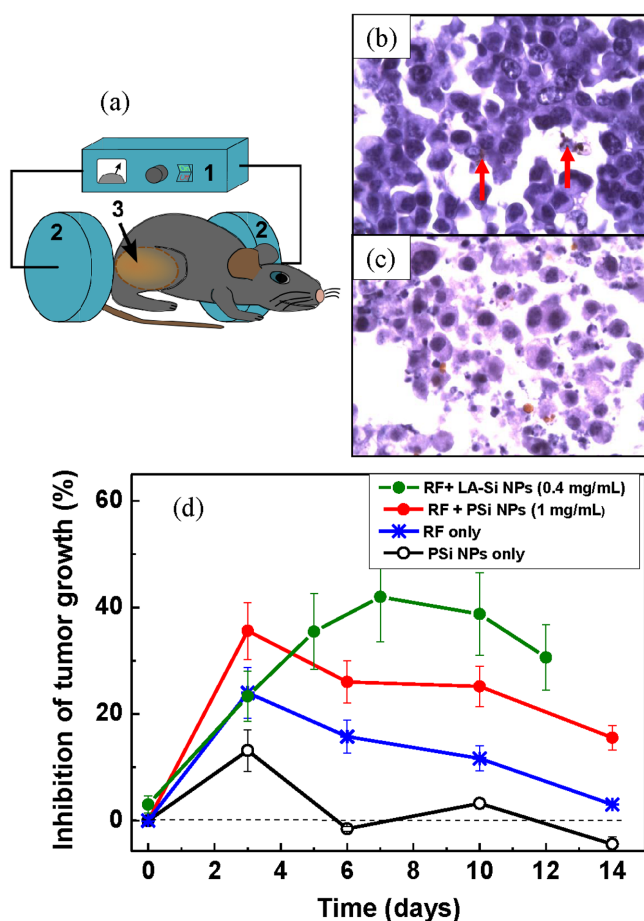 (a)
1
2
3
2
(b)
(c)
(d)
RF+ LA-Si NPs (0.4 mg/mL)
RF + PSi NPs (1 mg/mL)
RF only
PSi NPs only
Inhibition of tumor growth (%)
60
40
20
0
0 2 4 6 8 10 12 14
Time (days)